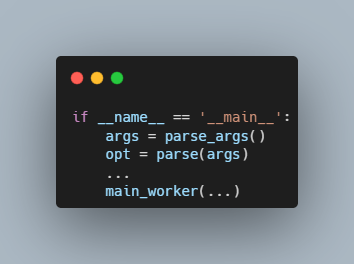 if __name__ == '__main__':
    args = parse_args()
    opt = parse(args)
    ...
    main_worker(...)